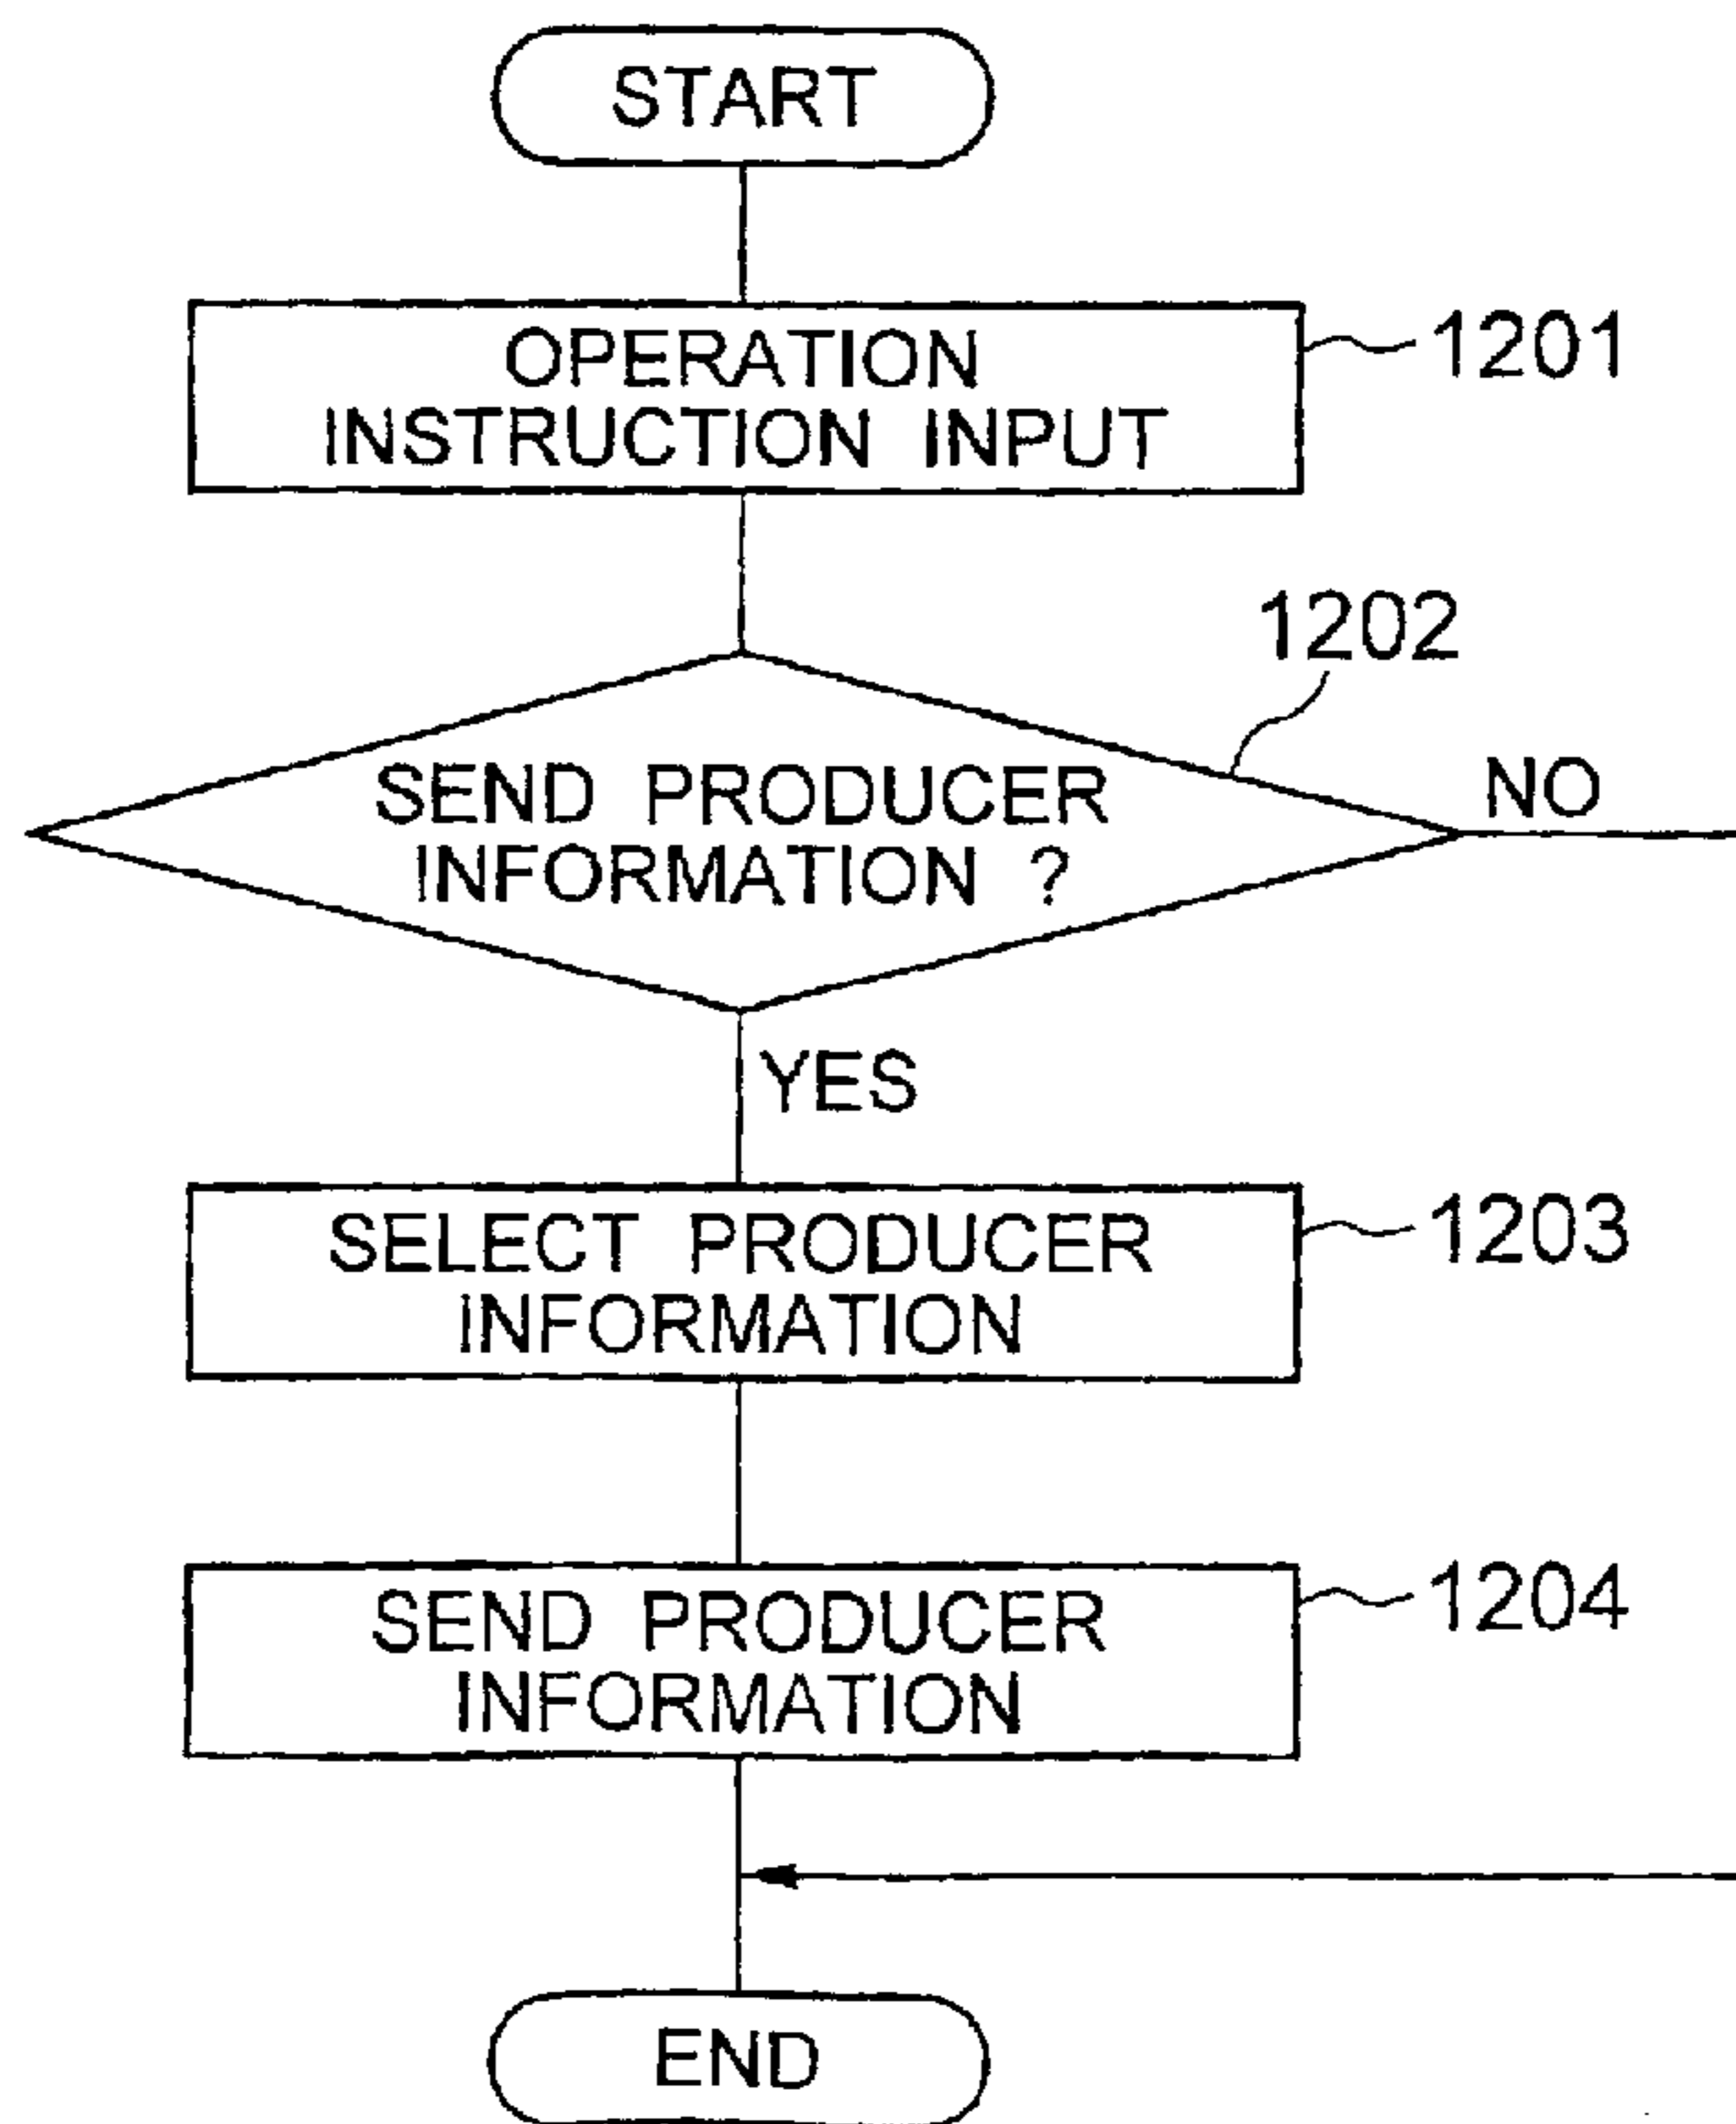 START
OPERATION
INSTRUCTION INPUT
1201
1202
SEND PRODUCER
INFORMATION ?
NO
YES
SELECT PRODUCER
INFORMATION
1203
SEND PRODUCER
INFORMATION
1204
END